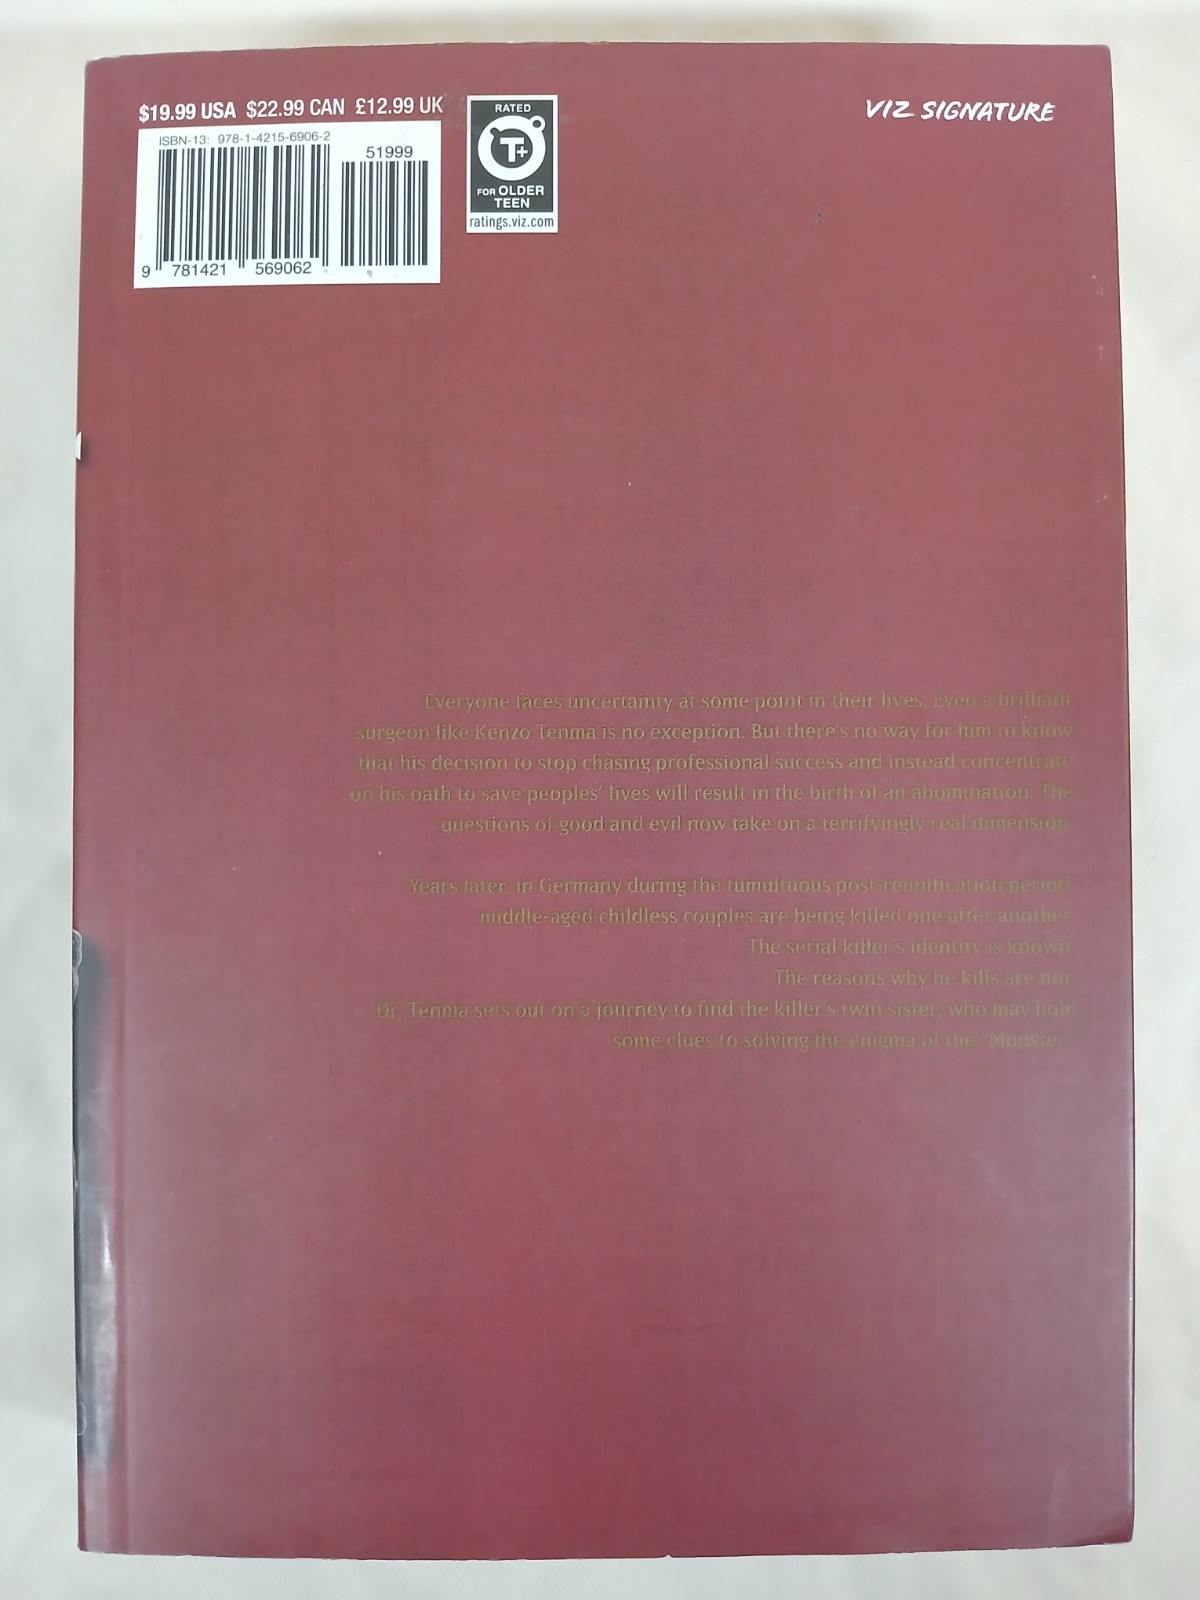 $19.99 USA $22.99 CAN £12.99 UK
ISBN-13: 978-1-4215-6906-2
51999
9 781421 569062
RATED
T+
FOR OLDER
TEEN
ratings.viz.com
VIZ SIGNATURE
Everyone faces uncertainty at some point in their lives. Even a brilliant
surgeon like Kenzo Tenma is no exception. But there's no way for him to know
that his decision to stop chasing professional success and instead concentrate
on his oath to save peoples' lives will result in the birth of an abomination. The
questions of good and evil now take on a terrifyingly real dimension.
Years later, in Germany during the tumultuous post-reunification period,
middle-aged childless couples are being killed one after another.
The serial killer's identity is known.
The reasons why he kills are not.
Dr. Tenma sets out on a journey to find the killer's twin sister, who may hold
some clues to solving the enigma of the "Monster."